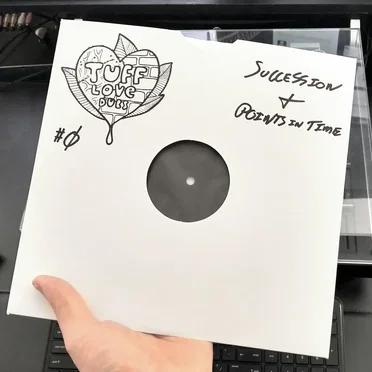 TUFF
LOVE
DUBS
#0
SUCCESSION
+
POINTS IN TIME